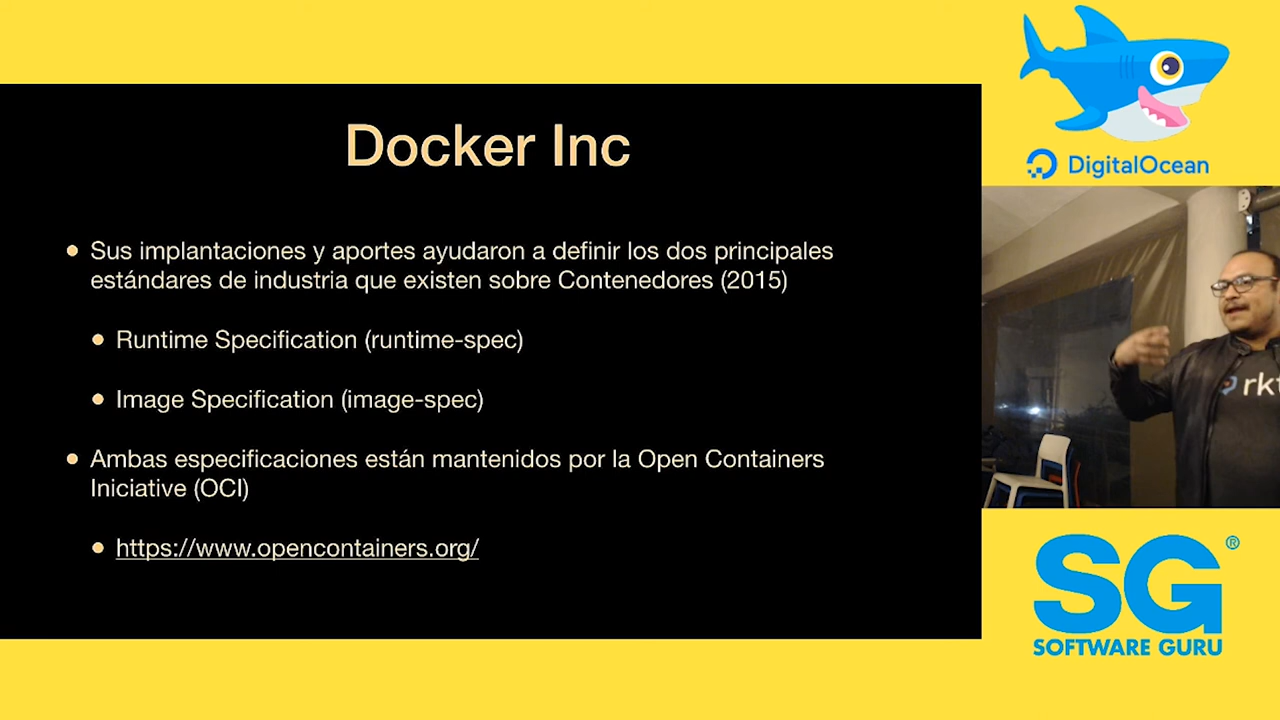 Docker Inc
Sus implantaciones y aportes ayudaron a definir los dos principales
estándares de industria que existen sobre Contenedores (2015)
Runtime Specification (runtime-spec)
Image Specification (image-spec)
Ambas especificaciones están mantenidos por la Open Containers
Iniciative (OCI)
https://www.opencontainers.org/
DigitalOcean
rkt
SG®
SOFTWARE GURU